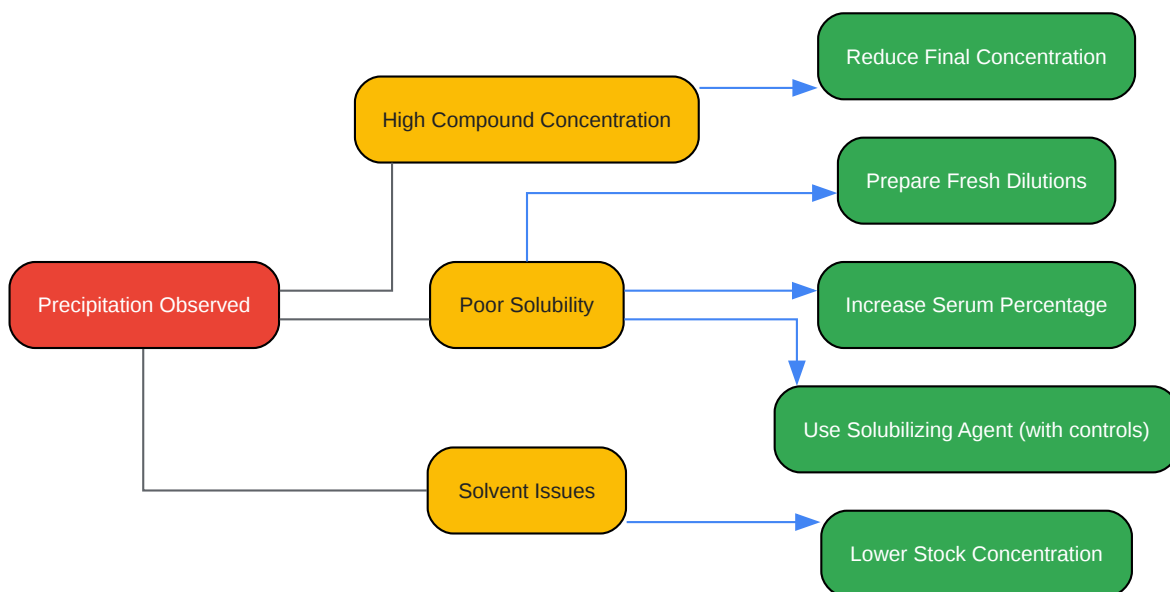 Precipitation Observed
High Compound Concentration
Poor Solubility
Solvent Issues
Reduce Final Concentration
Prepare Fresh Dilutions
Increase Serum Percentage
Use Solubilizing Agent (with controls)
Lower Stock Concentration